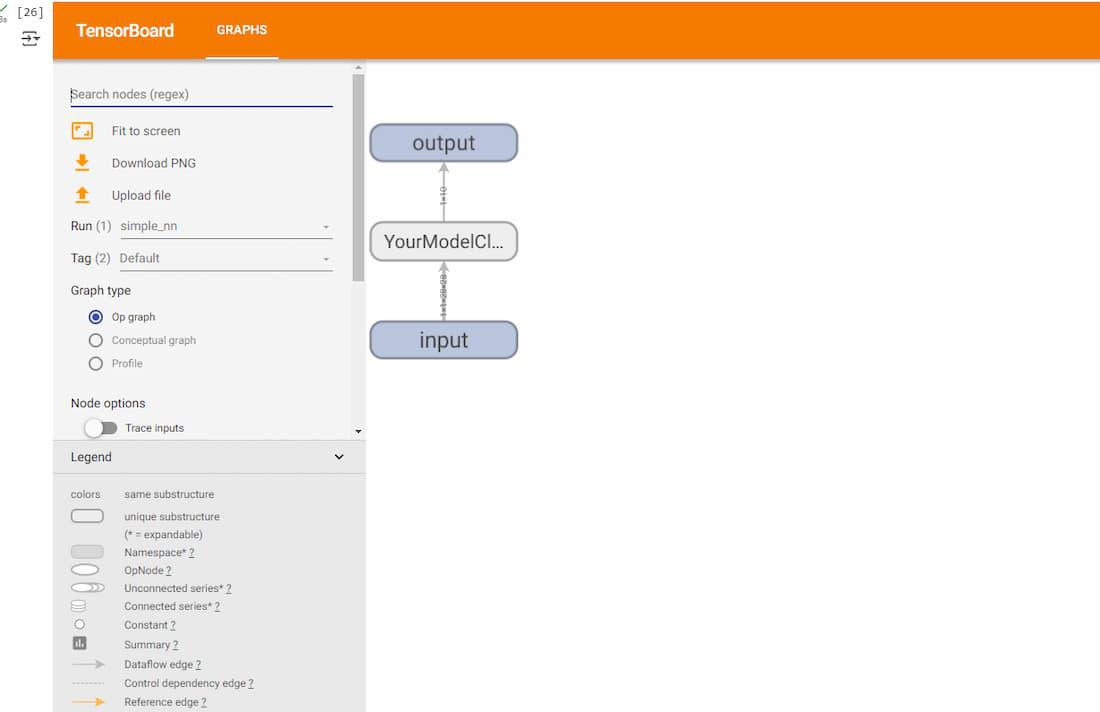 [26]
TensorBoard
GRAPHS
Search nodes (regex)
Fit to screen
Download PNG
Upload file
Run (1) simple_nn
Tag (2) Default
Graph type
Op graph
Conceptual graph
Profile
Node options
Trace inputs
Legend
colors same substructure
unique substructure
(* = expandable)
Namespace* ?
OpNode ?
Unconnected series* ?
Connected series* ?
Constant ?
Summary ?
Dataflow edge ?
Control dependency edge ?
Reference edge ?
output
1×10
YourModelCl...
1×1×28×28
input